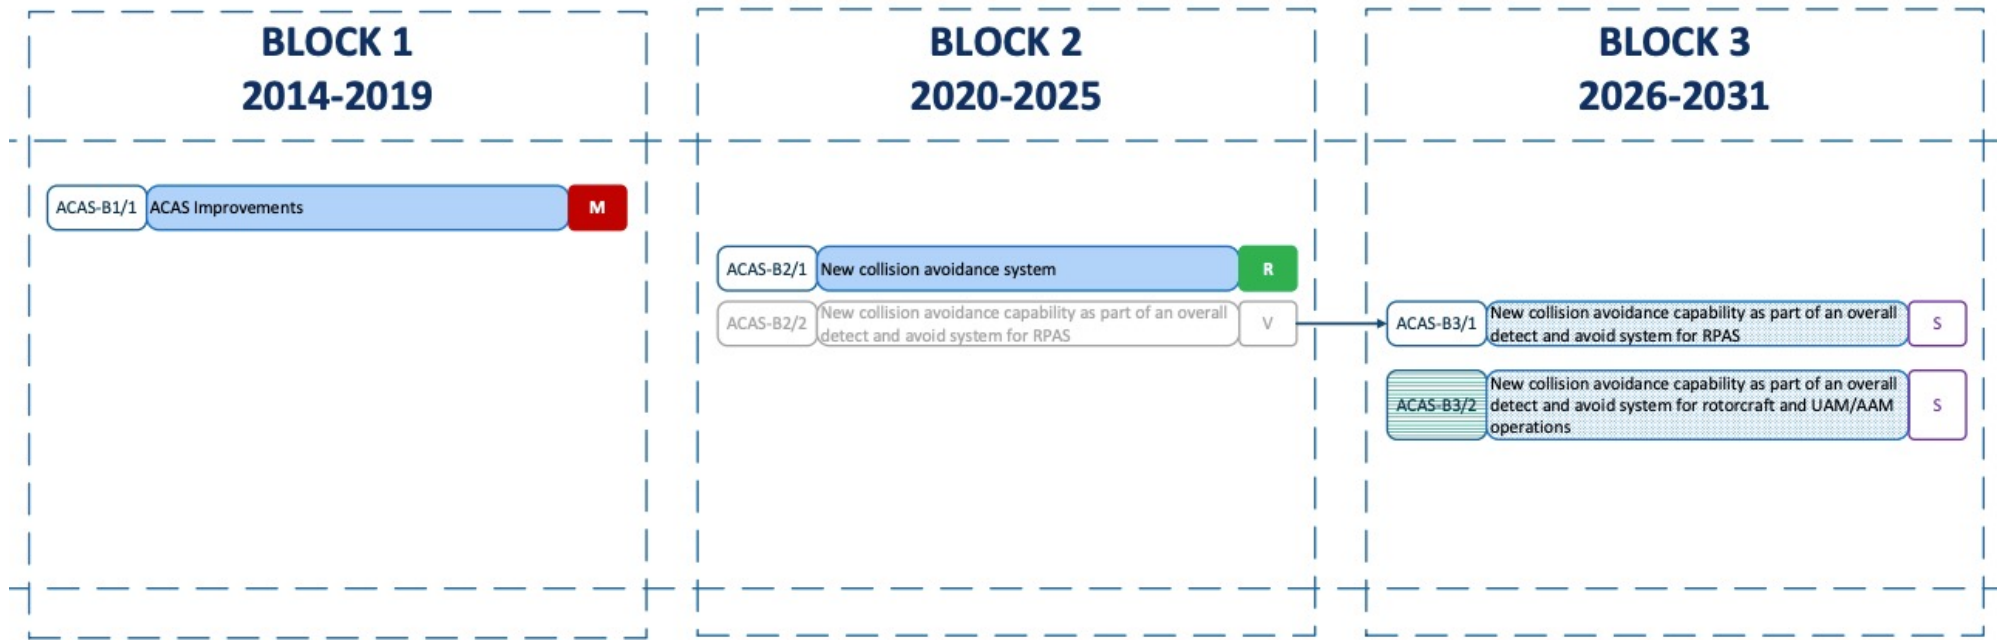 BLOCK 1
2014-2019
BLOCK 2
2020-2025
BLOCK 3
2026-2031
ACAS-B1/1
ACAS Improvements
M
ACAS-B2/1
New collision avoidance system
R
ACAS-B2/2
New collision avoidance capability as part of an overall
detect and avoid system for RPAS
V
ACAS-B3/1
New collision avoidance capability as part of an overall
detect and avoid system for RPAS
S
ACAS-B3/2
New collision avoidance capability as part of an overall
detect and avoid system for rotorcraft and UAM/AAM
operations
S